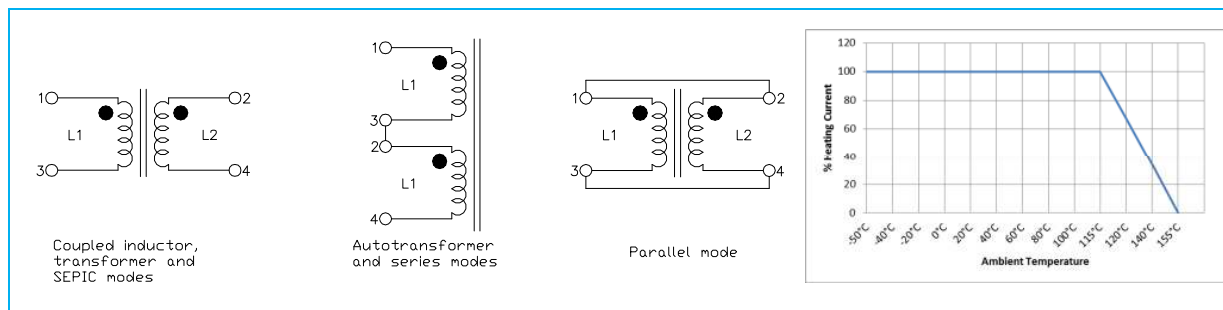 1
L1
3
L2
2
4
Coupled inductor,
transformer and
SEPIC modes
1
L1
3
2
L1
4
Autotransformer
and series modes
1
L1
3
L2
2
4
Parallel mode
% Heating Current
120
100
80
60
40
20
0
-50°C
-40°C
-20°C
0°C
20°C
40°C
60°C
80°C
100°C
115°C
120°C
140°C
155°C
Ambient Temperature